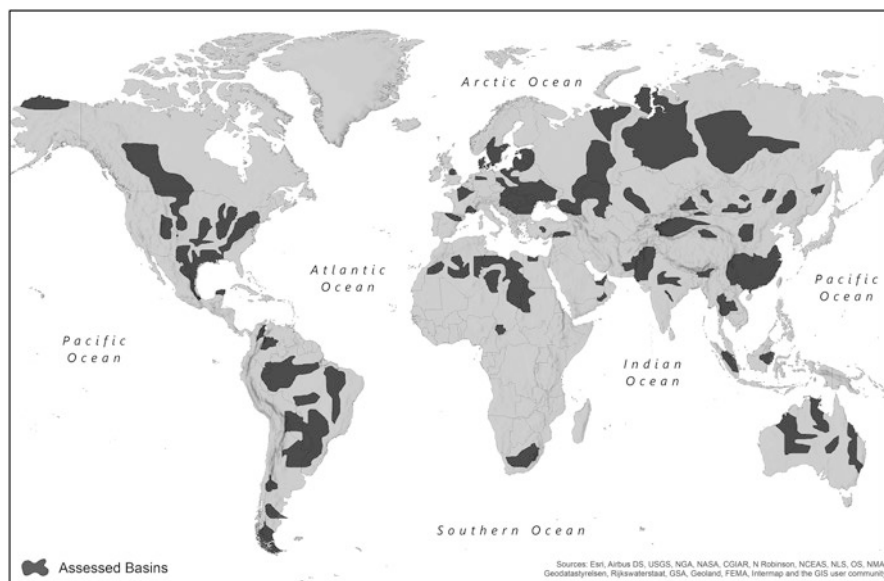 Arctic Ocean
Atlantic
Ocean
Pacific
Ocean
Pacific
Ocean
Indian
Ocean
Southern Ocean
Assessed Basins
Sources: Esri, Airbus DS, USGS, NGA, NASA, CGIAR, N Robinson, NCEAS, NLS, OS, NMA,
Geodatastyrelsen, Rijkswaterstaat, GSA, Geoland, FEMA, Intermap and the GIS user community